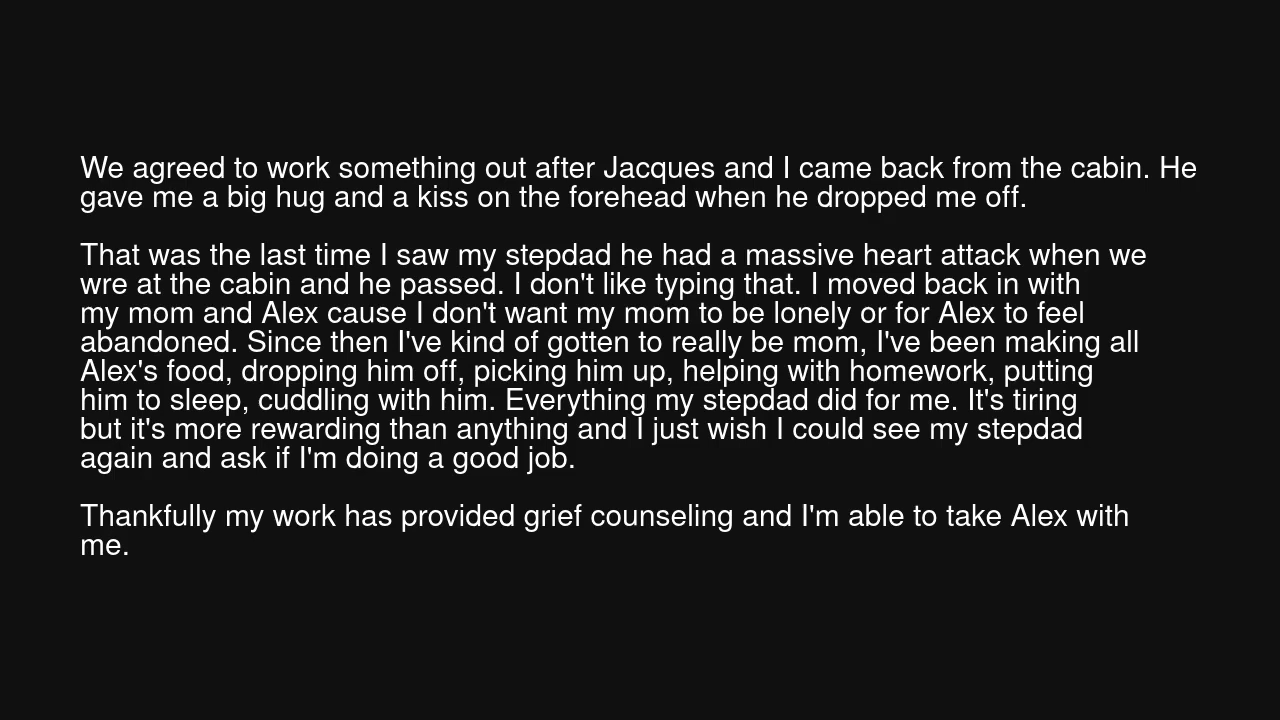 We agreed to work something out after Jacques and I came back from the cabin. He
gave me a big hug and a kiss on the forehead when he dropped me off.
That was the last time I saw my stepdad he had a massive heart attack when we
wre at the cabin and he passed. I don't like typing that. I moved back in with
my mom and Alex cause I don't want my mom to be lonely or for Alex to feel
abandoned. Since then I've kind of gotten to really be mom, I've been making all
Alex's food, dropping him off, picking him up, helping with homework, putting
him to sleep, cuddling with him. Everything my stepdad did for me. It's tiring
but it's more rewarding than anything and I just wish I could see my stepdad
again and ask if I'm doing a good job.
Thankfully my work has provided grief counseling and I'm able to take Alex with
me.